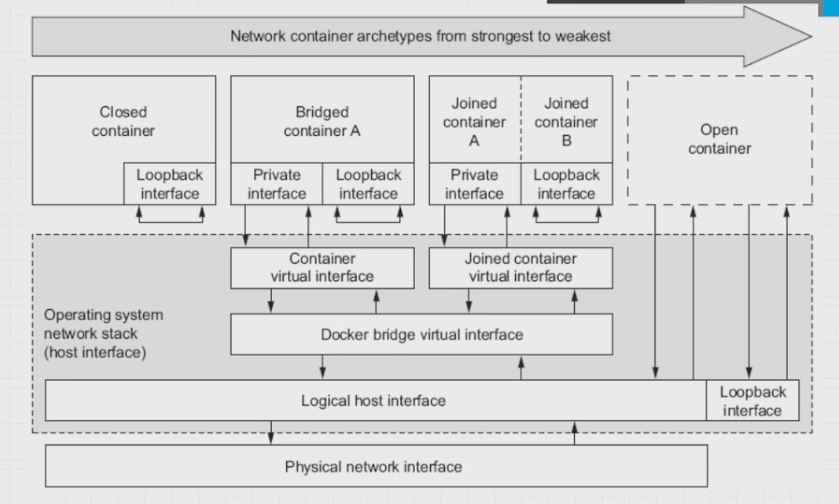 Network container archetypes from strongest to weakest
Closed
container
Loopback
interface
Bridged
container A
Private
interface
Loopback
interface
Joined
container
A
Joined
container
B
Private
interface
Loopback
interface
Open
container
Container
virtual interface
Joined container
virtual interface
Operating system
network stack
(host interface)
Docker bridge virtual interface
Logical host interface
Loopback
interface
Physical network interface